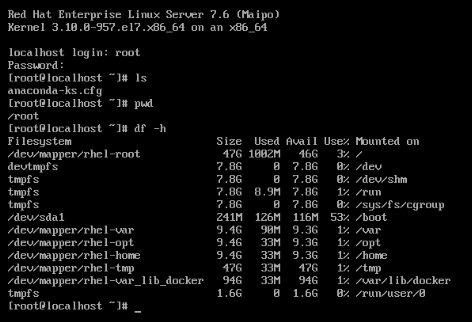 Red Hat Enterprise Linux Server 7.6 (Maipo)
Kernel 3.10.0-957.el7.x86_64 on an x86_64

localhost login: root
Password:
[root@localhost ~]# ls
anaconda-ks.cfg
[root@localhost ~]# pwd
/root
[root@localhost ~]# df -h
Filesystem                       Size  Used Avail Use% Mounted on
/dev/mapper/rhel-root             47G 1002M   46G   3% /
devtmpfs                         7.8G     0  7.8G   0% /dev
tmpfs                            7.8G     0  7.8G   0% /dev/shm
tmpfs                            7.8G  8.9M  7.8G   1% /run
tmpfs                            7.8G     0  7.8G   0% /sys/fs/cgroup
/dev/sda1                        241M  126M  116M  53% /boot
/dev/mapper/rhel-var             9.4G   90M  9.3G   1% /var
/dev/mapper/rhel-opt             9.4G   33M  9.3G   1% /opt
/dev/mapper/rhel-home            9.4G   33M  9.3G   1% /home
/dev/mapper/rhel-tmp              47G   33M   47G   1% /tmp
/dev/mapper/rhel-var_lib_docker   94G   33M   94G   1% /var/lib/docker
tmpfs                            1.6G     0  1.6G   0% /run/user/0
[root@localhost ~]# _